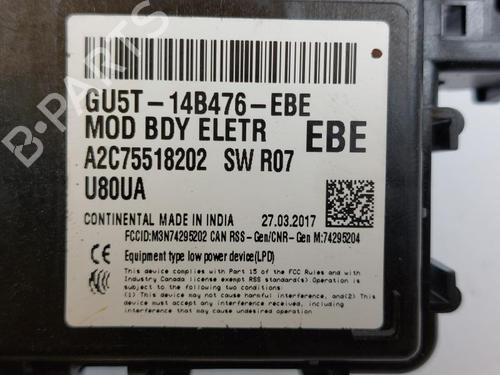 GU5T-14B476-EBE
MOD BDY ELETR EBE
A2C75518202 SW R07
U80UA
CONTINENTAL MADE IN INDIA 27.03.2017
FCCID:M3N74295202 CAN RSS-Gen/CNR-Gen M:74295204
Equipment type low power device(LPD)
This device complies with Part 15 of the FCC Rules and with
Industry Canada license exempt RSS standard(s). Operation is
subject to the following two conditions:
(1) This device may not cause harmful interference, and
(2) This device must accept any interference received,
including interference that may cause undesired operation.
B-PARTS